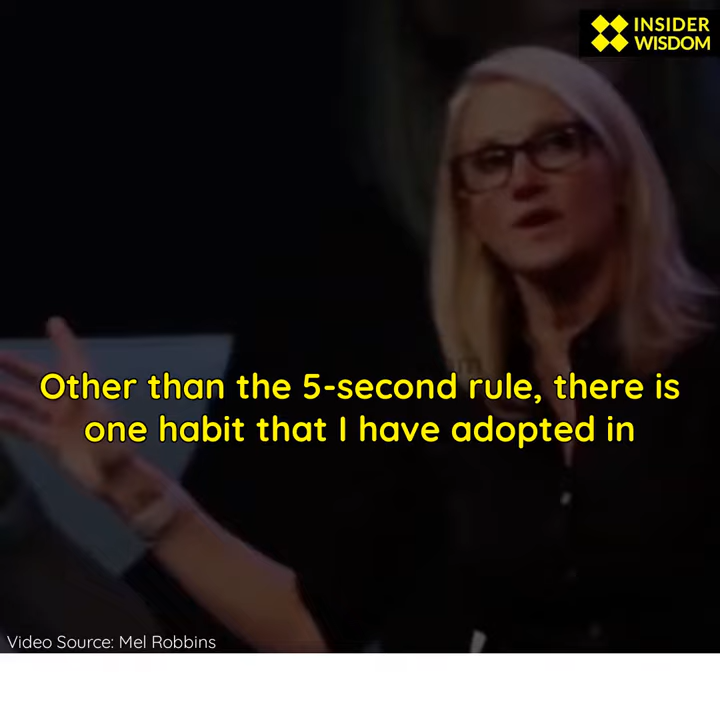 INSIDER
WISDOM
Other than the 5-second rule, there is
one habit that I have adopted in
Video Source: Mel Robbins